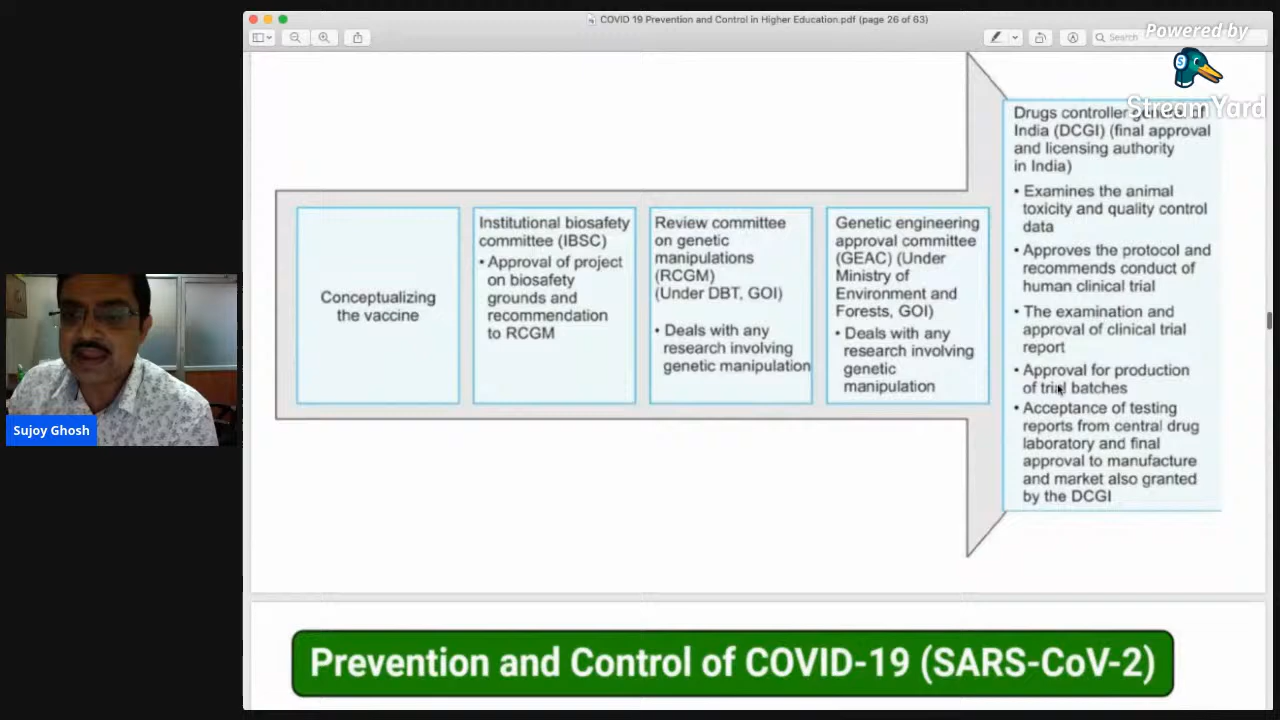 COVID 19 Prevention and Control in Higher Education.pdf (page 26 of 63)
Search
Powered by
StreamYard
Conceptualizing
the vaccine
Institutional biosafety
committee (IBSC)
• Approval of project
on biosafety
grounds and
recommendation
to RCGM
Review committee
on genetic
manipulations
(RCGM)
(Under DBT, GOI)
• Deals with any
research involving
genetic manipulation
Genetic engineering
approval committee
(GEAC) (Under
Ministry of
Environment and
Forests, GOI)
• Deals with any
research involving
genetic
manipulation
Drugs controller general of
India (DCGI) (final approval
and licensing authority
in India)
• Examines the animal
toxicity and quality control
data
• Approves the protocol and
recommends conduct of
human clinical trial
• The examination and
approval of clinical trial
report
• Approval for production
of trial batches
• Acceptance of testing
reports from central drug
laboratory and final
approval to manufacture
and market also granted
by the DCGI
Sujoy Ghosh
Prevention and Control of COVID-19 (SARS-CoV-2)